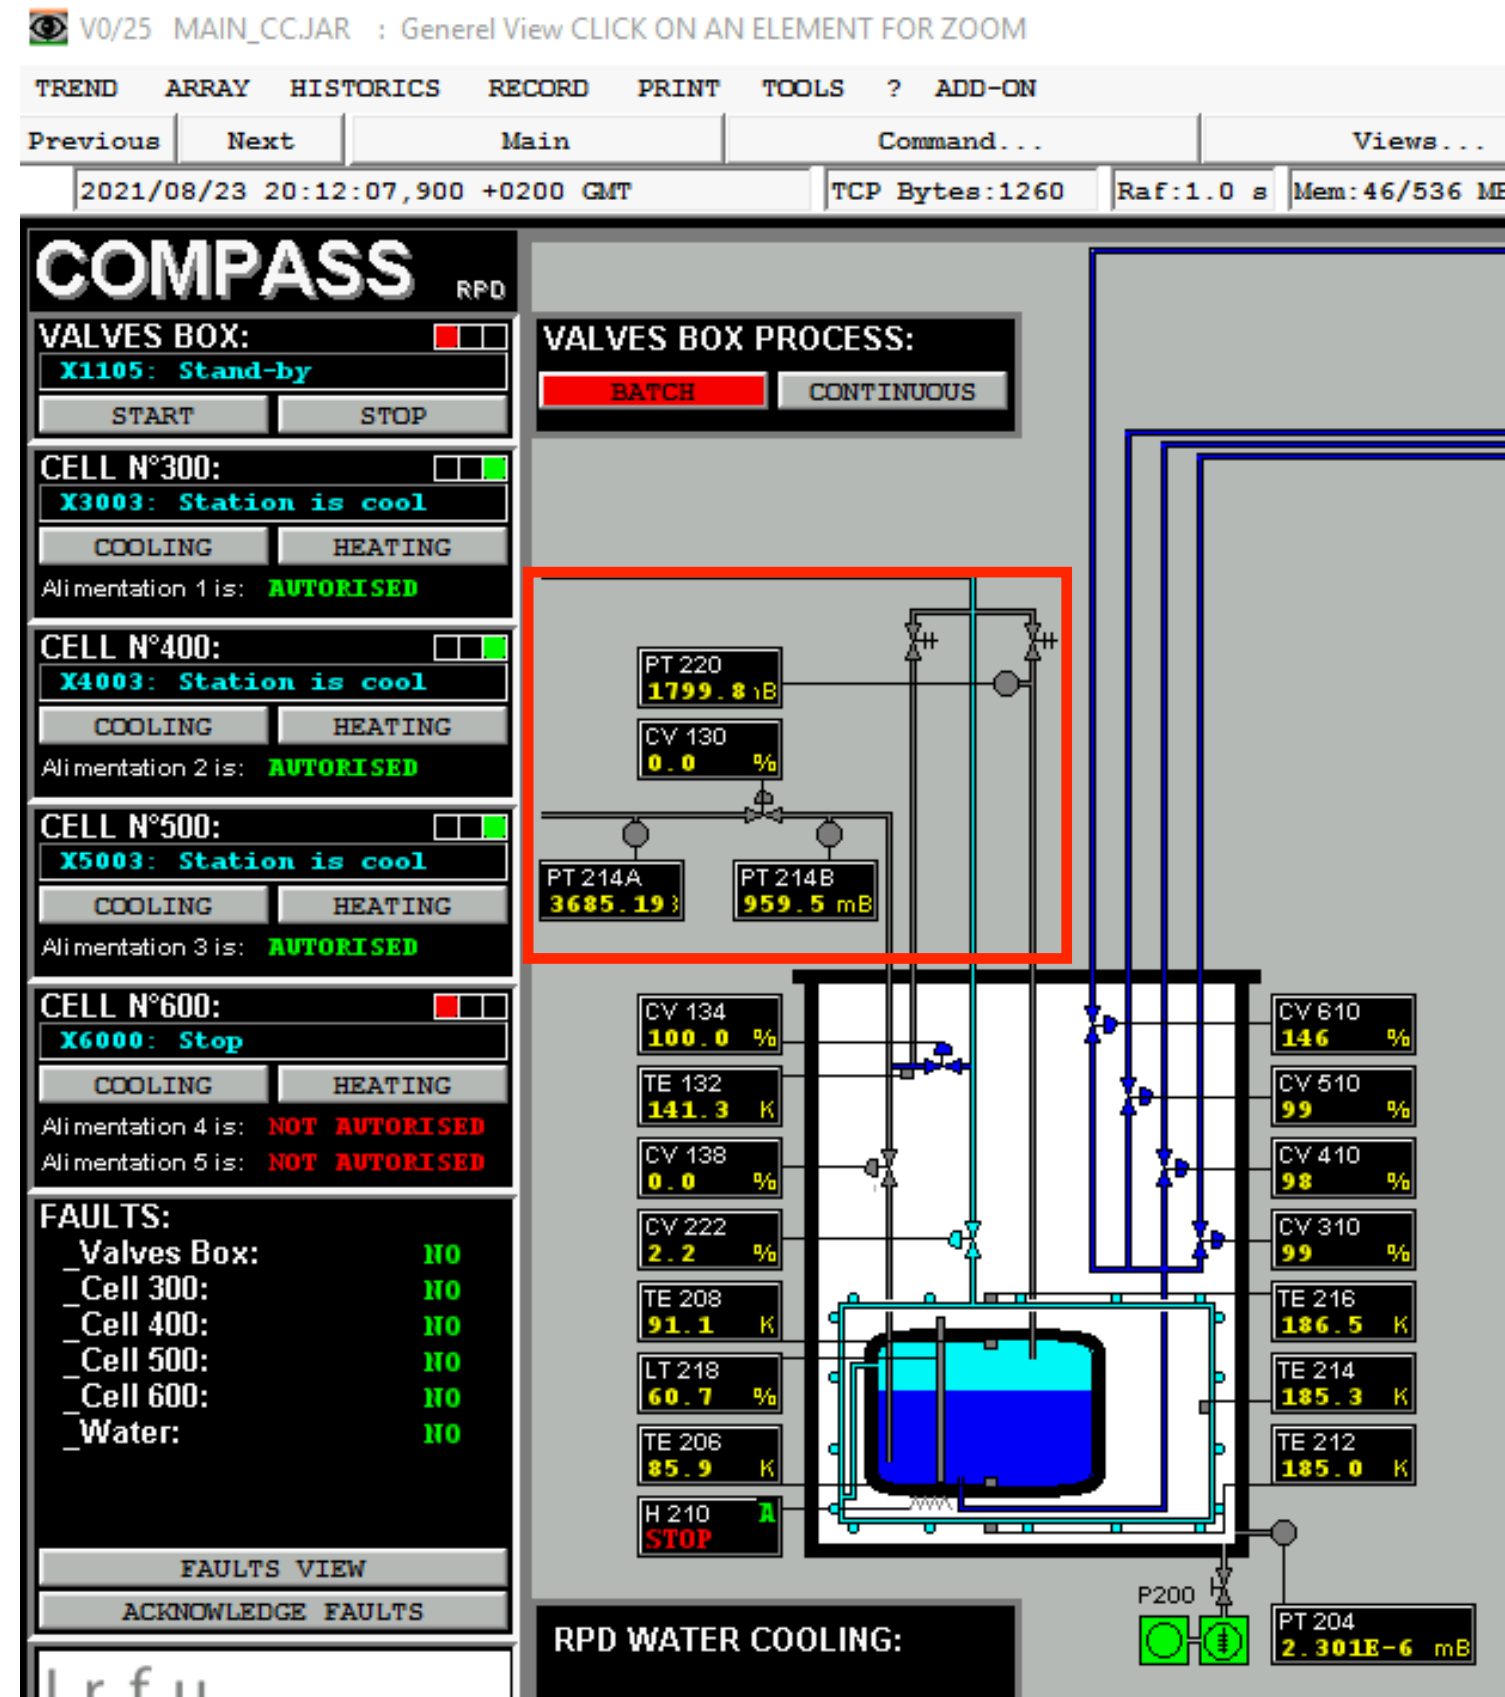 V0/25 MAIN_CC.JAR : Generel View CLICK ON AN ELEMENT FOR ZOOM
TREND ARRAY HISTORICS RECORD PRINT TOOLS ? ADD-ON
Previous Next Main Command... Views...
2021/08/23 20:12:07,900 +0200 GMT TCP Bytes:1260 Raf:1.0 s Mem:46/536
COMPASS RPD
VALVES BOX:
X1105: Stand-by
START STOP
CELL N°300:
X3003: Station is cool
COOLING HEATING
Alimentation 1 is: AUTORISED
CELL N°400:
X4003: Station is cool
COOLING HEATING
Alimentation 2 is: AUTORISED
CELL N°500:
X5003: Station is cool
COOLING HEATING
Alimentation 3 is: AUTORISED
CELL N°600:
X6000: Stop
COOLING HEATING
Alimentation 4 is: NOT AUTORISED
Alimentation 5 is: NOT AUTORISED
FAULTS:
_Valves Box: NO
_Cell 300: NO
_Cell 400: NO
_Cell 500: NO
_Cell 600: NO
_Water: NO
FAULTS VIEW
ACKNOWLEDGE FAULTS
VALVES BOX PROCESS:
BATCH CONTINUOUS
PT 220
1799.8
CV 130
0.0 %
PT 214A
3685.19
PT 214B
959.5 mB
CV 134
100.0 %
TE 132
141.3 K
CV 138
0.0 %
CV 222
2.2 %
TE 208
91.1 K
LT 218
60.7 %
TE 206
85.9 K
H 210 A
STOP
CV 610
146 %
CV 510
99 %
CV 410
98 %
CV 310
99 %
TE 216
186.5 K
TE 214
185.3 K
TE 212
185.0 K
P200
PT 204
2.301E-6 mB
RPD WATER COOLING: